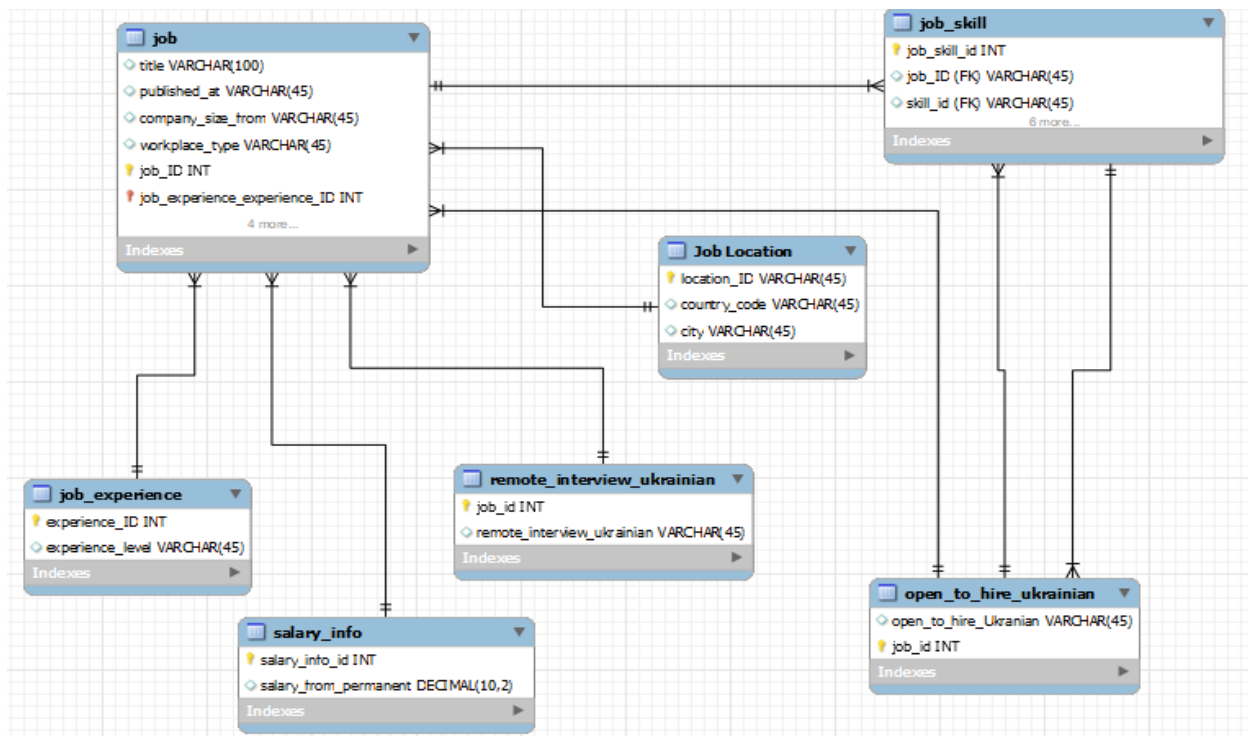 job
title VARCHAR(100)
published_at VARCHAR(45)
company_size_from VARCHAR(45)
workplace_type VARCHAR(45)
job_ID INT
job_experience_experience_ID INT
4 more...
Indexes
job_skill
job_skill_id INT
job_ID (FK) VARCHAR(45)
skill_id (FK) VARCHAR(45)
6 more...
Indexes
Job Location
location_ID VARCHAR(45)
country_code VARCHAR(45)
city VARCHAR(45)
Indexes
job_experience
experience_ID INT
experience_level VARCHAR(45)
Indexes
remote_interview_ukrainian
job_id INT
remote_interview_ukrainian VARCHAR(45)
Indexes
salary_info
salary_info_id INT
salary_from_permanent DECIMAL(10,2)
Indexes
open_to_hire_ukrainian
open_to_hire_Ukranian VARCHAR(45)
job_id INT
Indexes